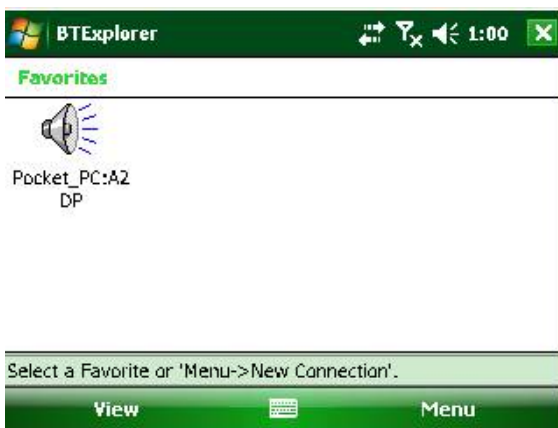 BTExplorer 1:00
Favorites
Pocket_PC:A2
DP
Select a Favorite or 'Menu->New Connection'.
View Menu